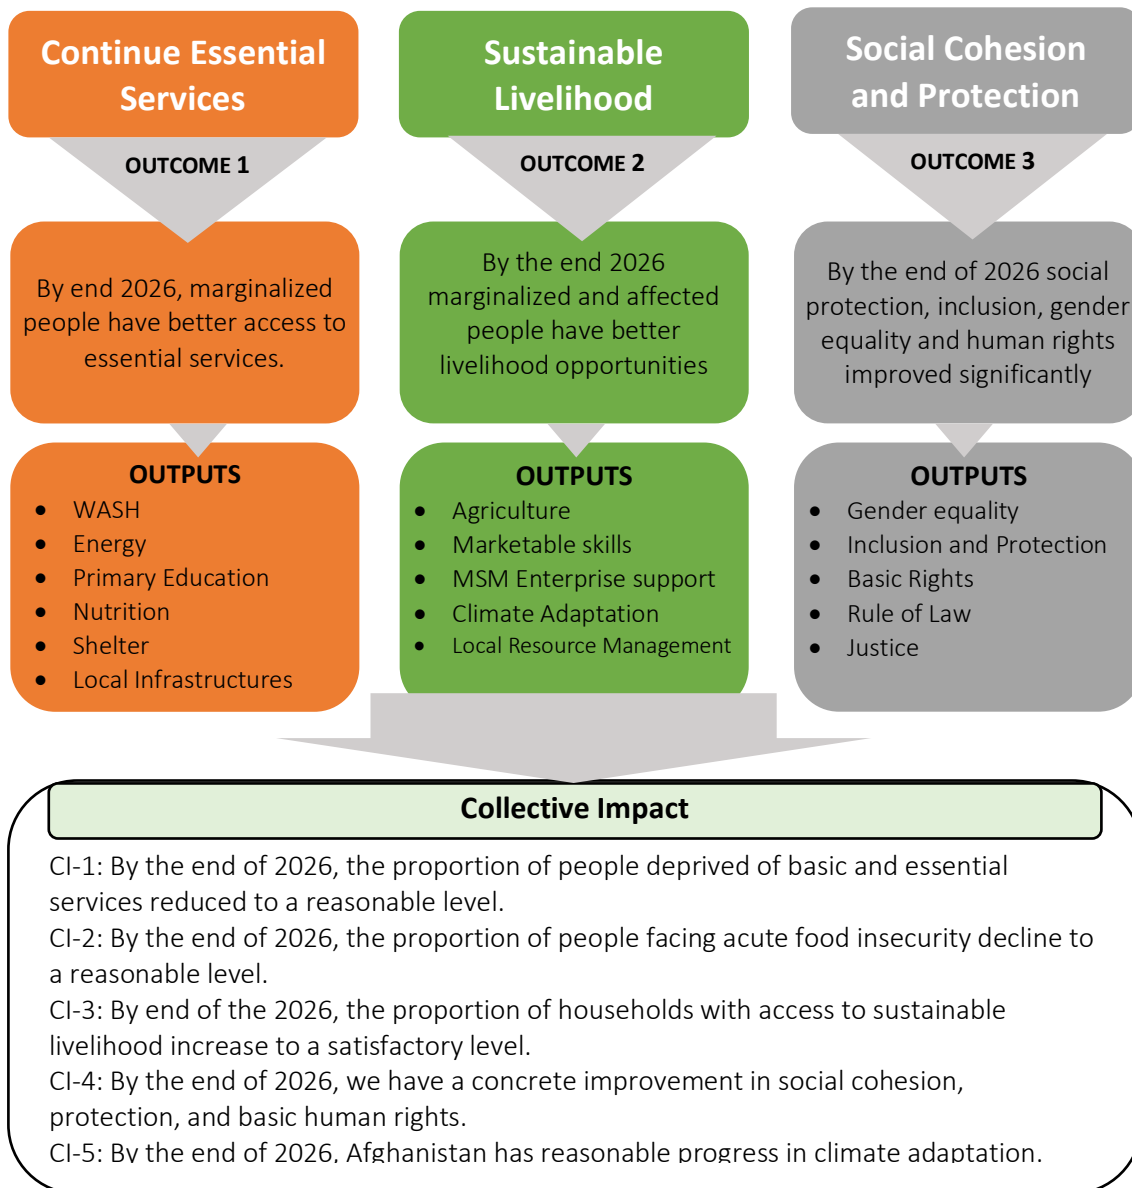 Continue Essential
Services
OUTCOME 1
By end 2026, marginalized
people have better access to
essential services.
OUTPUTS
• WASH
• Energy
• Primary Education
• Nutrition
• Shelter
• Local Infrastructures
Sustainable
Livelihood
OUTCOME 2
By the end 2026
marginalized and affected
people have better
livelihood opportunities
OUTPUTS
• Agriculture
• Marketable skills
• MSM Enterprise support
• Climate Adaptation
• Local Resource Management
Social Cohesion
and Protection
OUTCOME 3
By the end of 2026 social
protection, inclusion, gender
equality and human rights
improved significantly
OUTPUTS
• Gender equality
• Inclusion and Protection
• Basic Rights
• Rule of Law
• Justice
Collective Impact
CI-1: By the end of 2026, the proportion of people deprived of basic and essential
services reduced to a reasonable level.
CI-2: By the end of 2026, the proportion of people facing acute food insecurity decline to
a reasonable level.
CI-3: By end of the 2026, the proportion of households with access to sustainable
livelihood increase to a satisfactory level.
CI-4: By the end of 2026, we have a concrete improvement in social cohesion,
protection, and basic human rights.
CI-5: By the end of 2026, Afghanistan has reasonable progress in climate adaptation.